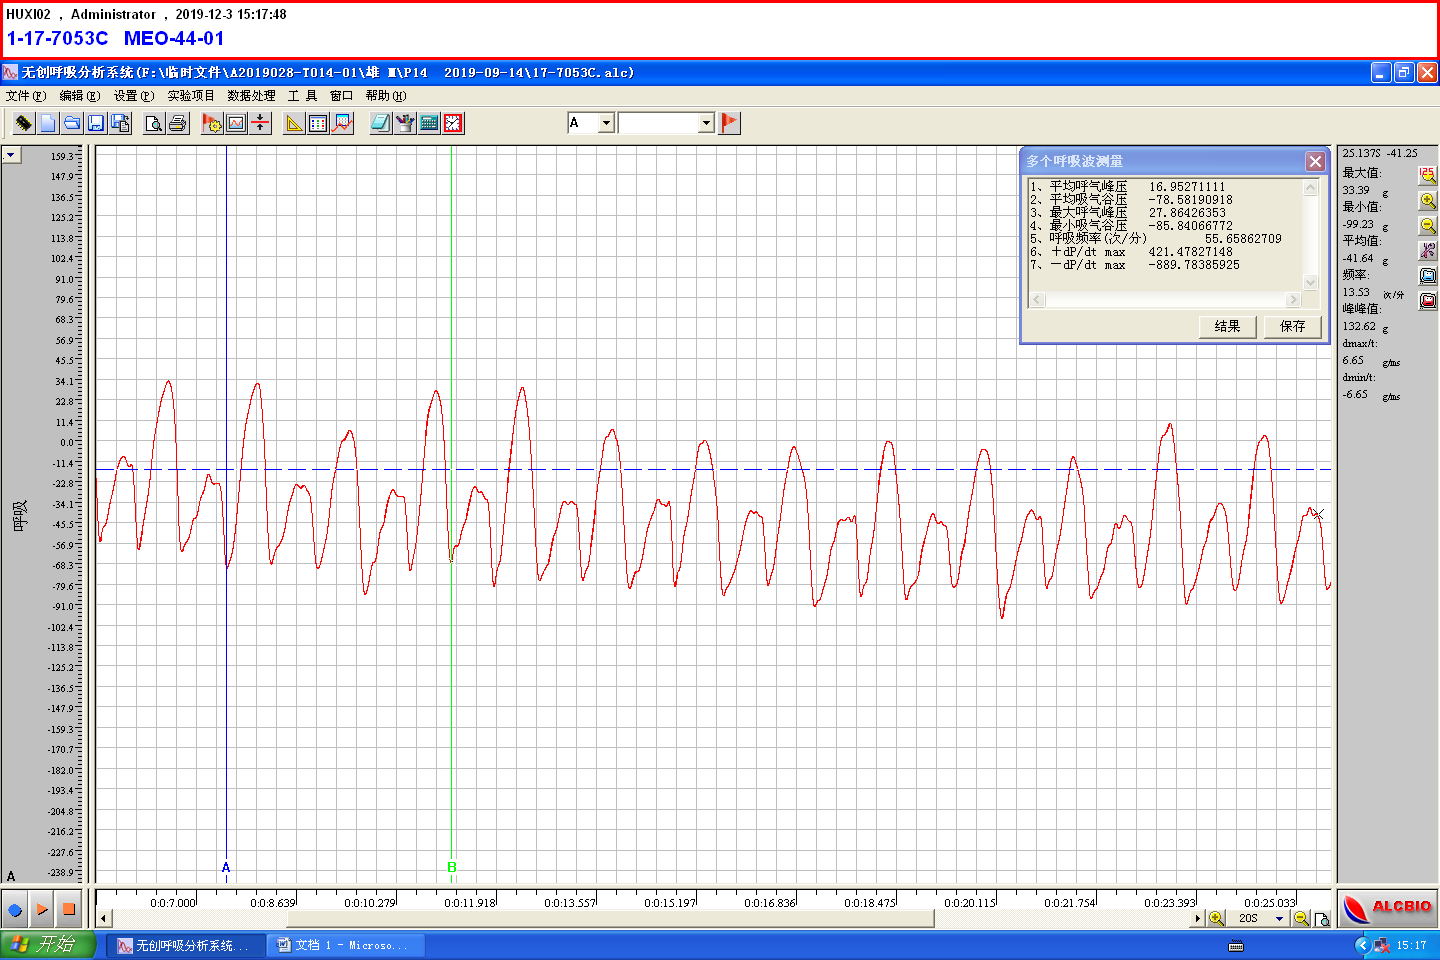 HUXI02 , Administrator , 2019-12-3 15:17:48
1-17-7053C MEO-44-01
无创呼吸分析系统(F:\临时文件\A2019028-T014-01\雄 M\P14 2019-09-14\17-7053C.alc)
文件(F) 编辑(E) 设置(P) 实验项目 数据处理 工 具 窗口 帮助(H)
A
159.3
147.9
136.5
125.2
113.8
102.4
91.0
79.6
68.3
56.9
45.5
34.1
22.8
11.4
0.0
-11.4
-22.8
-34.1
-45.5
-56.9
-68.3
-79.6
-91.0
-102.4
-113.8
-125.2
-136.5
-147.9
-159.3
-170.7
-182.0
-193.4
-204.8
-216.2
-227.6
-238.9
呼吸
A
A
B
多个呼吸波测量
1、平均呼气峰压 16.95271111
2、平均吸气谷压 -78.58190918
3、最大呼气峰压 27.86426353
4、最小吸气谷压 -85.84066772
5、呼吸频率(次/分) 55.65862709
6、＋dP/dt max 421.47827148
7、－dP/dt max -889.78385925
结果 保存
25.137S -41.25
最大值:
33.39 g
最小值:
-99.23 g
平均值:
-41.64 g
频率:
13.53 次/分
峰峰值:
132.62 g
dmax/t:
6.65 g/ms
dmin/t:
-6.65 g/ms
125
0:0:7.000 0:0:8.639 0:0:10.279 0:0:11.918 0:0:13.557 0:0:15.197 0:0:16.836 0:0:18.475 0:0:20.115 0:0:21.754 0:0:23.393 0:0:25.033
20S
ALCBIO
开始 无创呼吸分析系统... 文档 1 - Microso... 15:17